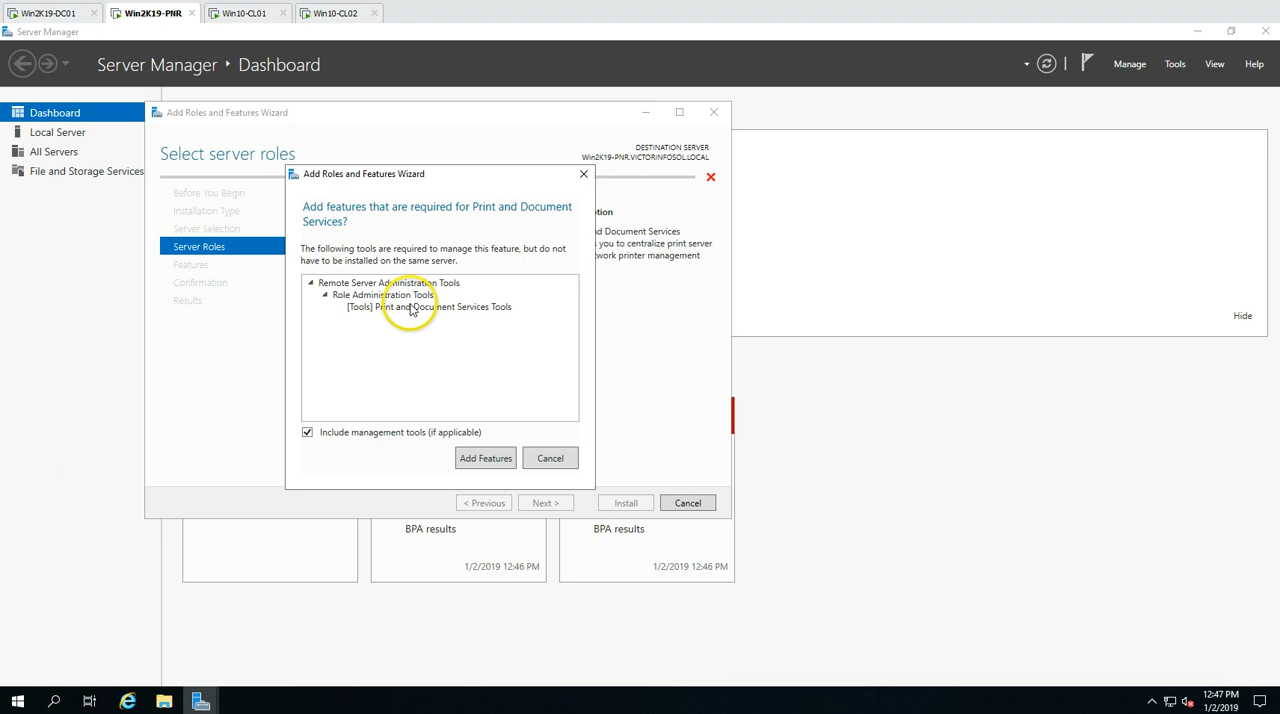 Win2K19-DC01
Win2K19-PNR
Win10-CL01
Win10-CL02
Server Manager
Server Manager ‣ Dashboard
Manage
Tools
View
Help
Dashboard
Local Server
All Servers
File and Storage Services
Add Roles and Features Wizard
Select server roles
DESTINATION SERVER
Win2K19-PNR.VICTORINFOSOL.LOCAL
Before You Begin
Installation Type
Server Selection
Server Roles
Features
Confirmation
Results
Add Roles and Features Wizard
Add features that are required for Print and Document
Services?
The following tools are required to manage this feature, but do not
have to be installed on the same server.
Remote Server Administration Tools
Role Administration Tools
[Tools] Print and Document Services Tools
Include management tools (if applicable)
Add Features
Cancel
ption
nd Document Services
s you to centralize print server
work printer management
Hide
< Previous
Next >
Install
Cancel
BPA results
BPA results
1/2/2019 12:46 PM
1/2/2019 12:46 PM
12:47 PM
1/2/2019